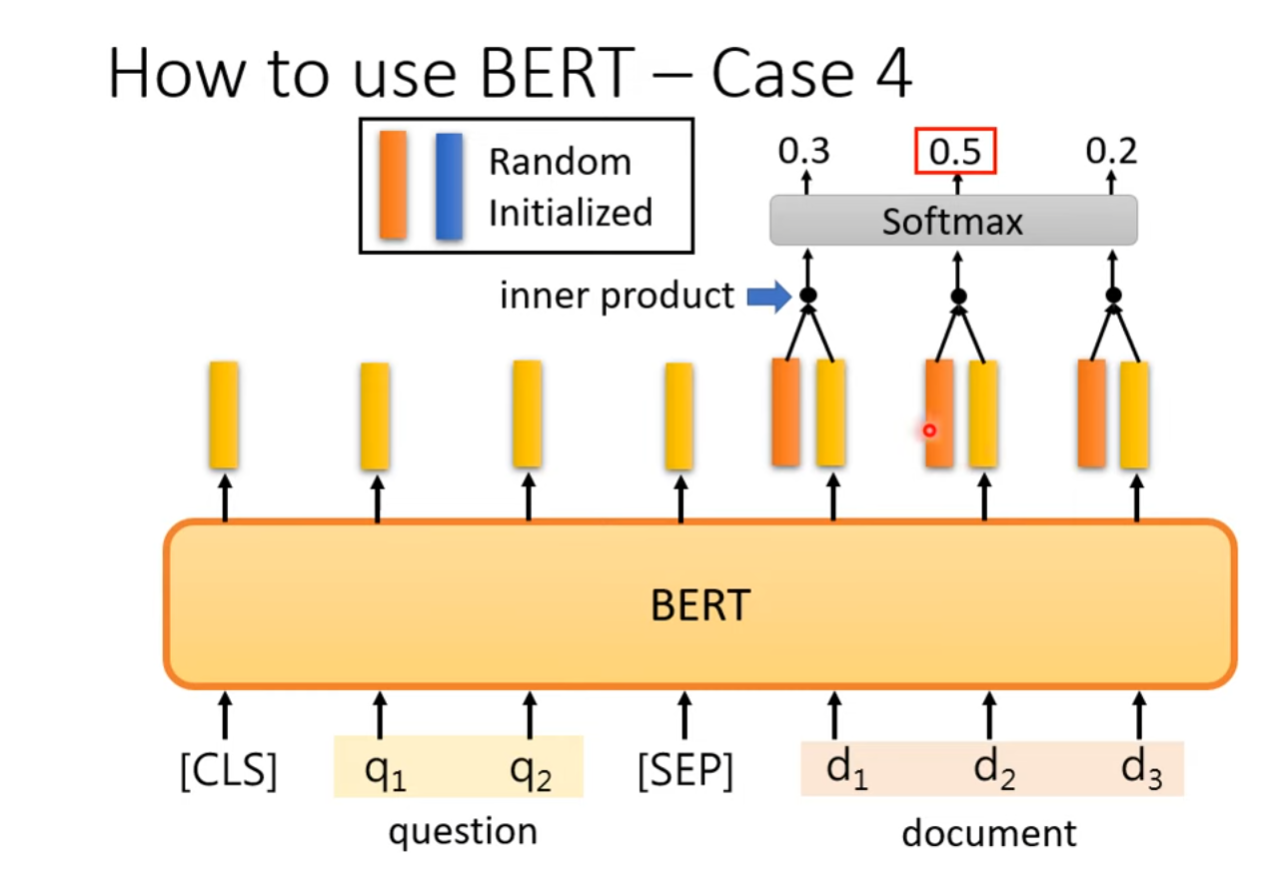 How to use BERT – Case 4
Random
Initialized
0.3 0.5 0.2
Softmax
inner product
BERT
[CLS] q₁ q₂ [SEP] d₁ d₂ d₃
question document